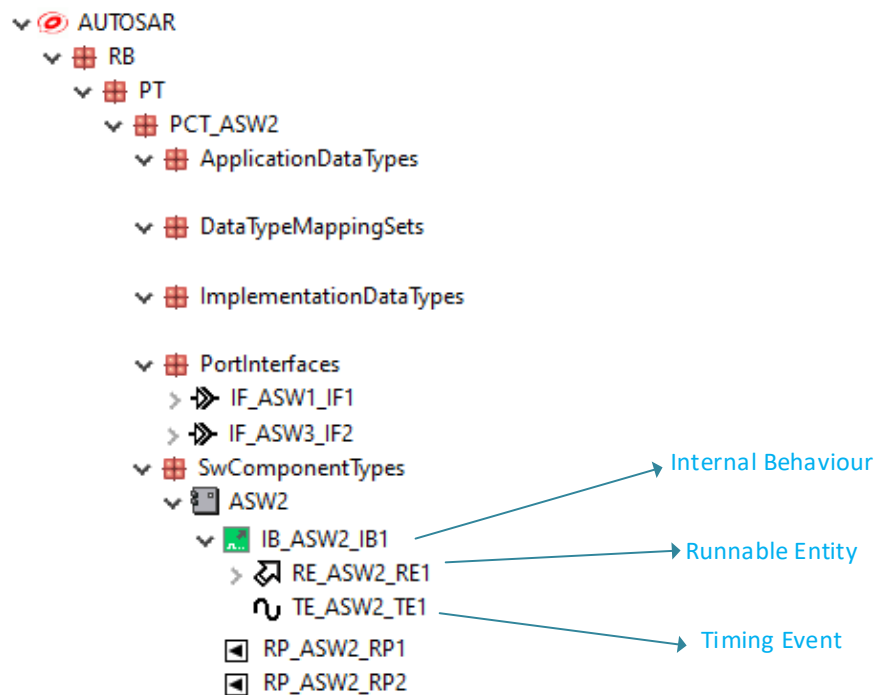 AUTOSAR
RB
PT
PCT_ASW2
ApplicationDataTypes
DataTypeMappingSets
ImplementationDataTypes
PortInterfaces
IF_ASW1_IF1
IF_ASW3_IF2
SwComponentTypes
Internal Behaviour
ASW2
IB_ASW2_IB1
Runnable Entity
RE_ASW2_RE1
TE_ASW2_TE1
Timing Event
RP_ASW2_RP1
RP_ASW2_RP2